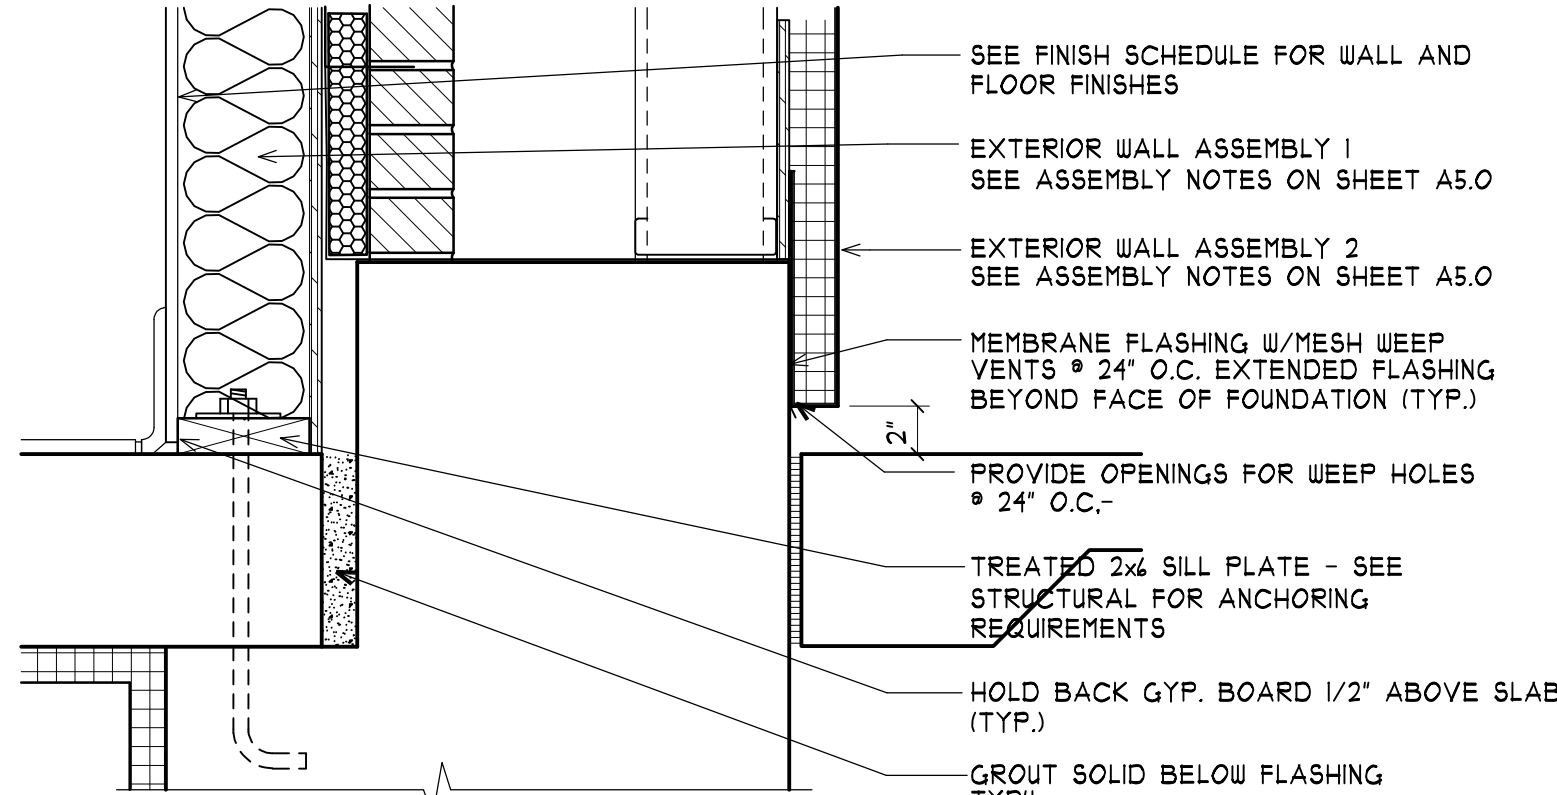 SEE FINISH SCHEDULE FOR WALL AND
FLOOR FINISHES
EXTERIOR WALL ASSEMBLY 1
SEE ASSEMBLY NOTES ON SHEET A5.0
EXTERIOR WALL ASSEMBLY 2
SEE ASSEMBLY NOTES ON SHEET A5.0
MEMBRANE FLASHING W/MESH WEEP
VENTS @ 24" O.C. EXTENDED FLASHING
BEYOND FACE OF FOUNDATION (TYP.)
2"
PROVIDE OPENINGS FOR WEEP HOLES
@ 24" O.C.-
TREATED 2x6 SILL PLATE - SEE
STRUCTURAL FOR ANCHORING
REQUIREMENTS
HOLD BACK GYP. BOARD 1/2" ABOVE SLAB
(TYP.)
GROUT SOLID BELOW FLASHING